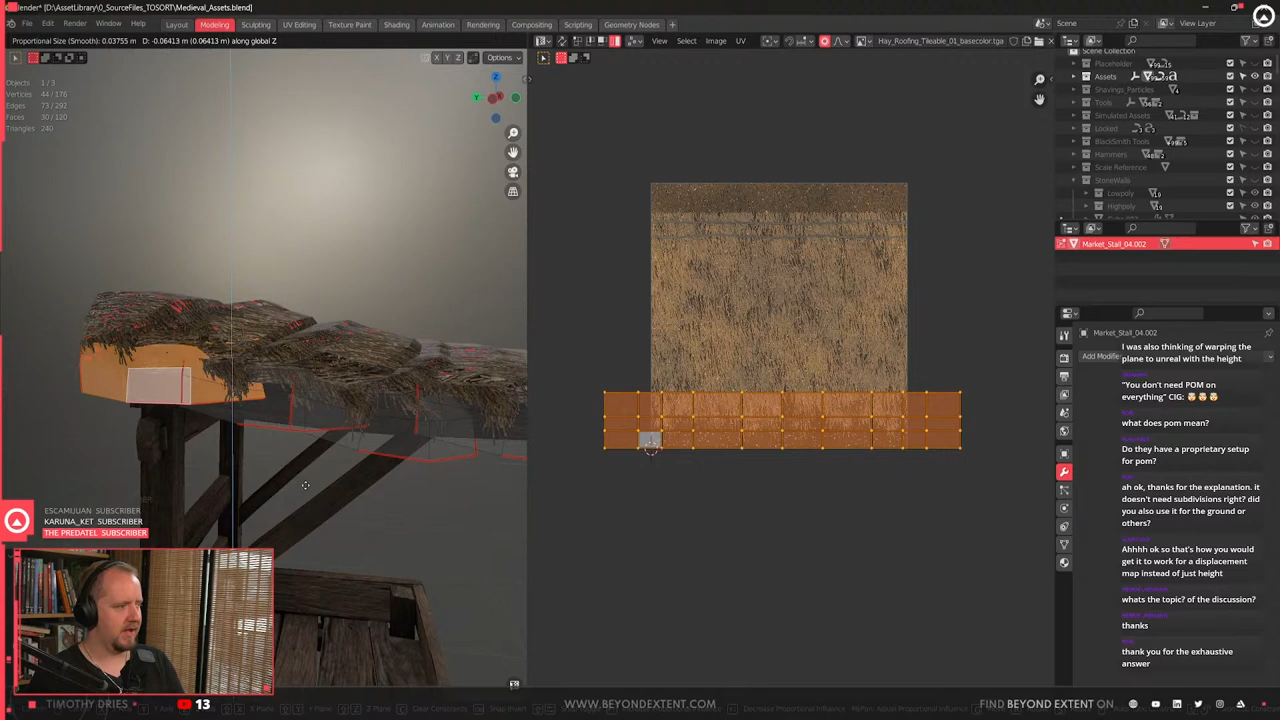 Blender* [D:\AssetLibrary\0_SourceFiles_TOSORT\Medieval_Assets.blend]
File Edit Render Window Help Layout Modeling Sculpting UV Editing Texture Paint Shading Animation Rendering Compositing Scripting Geometry Nodes + Scene View Layer
Proportional Size (Smooth): 0.03755 m D: -0.06413 m (0.06413 m) along global Z
View Select Image UV Hay_Roofing_Tileable_01_basecolor.tga
X Y Z Options
Objects 1 / 3
Vertices 44 / 176
Edges 73 / 292
Faces 30 / 120
Triangles 240
Z
Y
Scene Collection
Placeholder
Assets
Shavings_Particles
Tools
Simulated Assets
Locked
BlackSmith Tools
Hammers
Scale Reference
StoneWalls
Lowpoly
Highpoly
Market_Stall_04.002
Market_Stall_04.002
Add Modifie
I was also thinking of warping the
plane to unreal with the height
"You don't need POM on
everything" CIG:
what does pom mean?
Do they have a proprietary setup
for pom?
ah ok, thanks for the explanation. it
doesn't need subdivisions right? did
you also use it for the ground or
others?
Ahhhh ok so that's how you would
get it to work for a displacement
map instead of just height
whats the topic? of the discussion?
thanks
thank you for the exhaustive
answer
ESCAMIJUAN SUBSCRIBER
KARUNA_KET SUBSCRIBER
THE PREDATEL SUBSCRIBER
TIMOTHY DRIES 13 WWW.BEYONDEXTENT.COM FIND BEYOND EXTENT